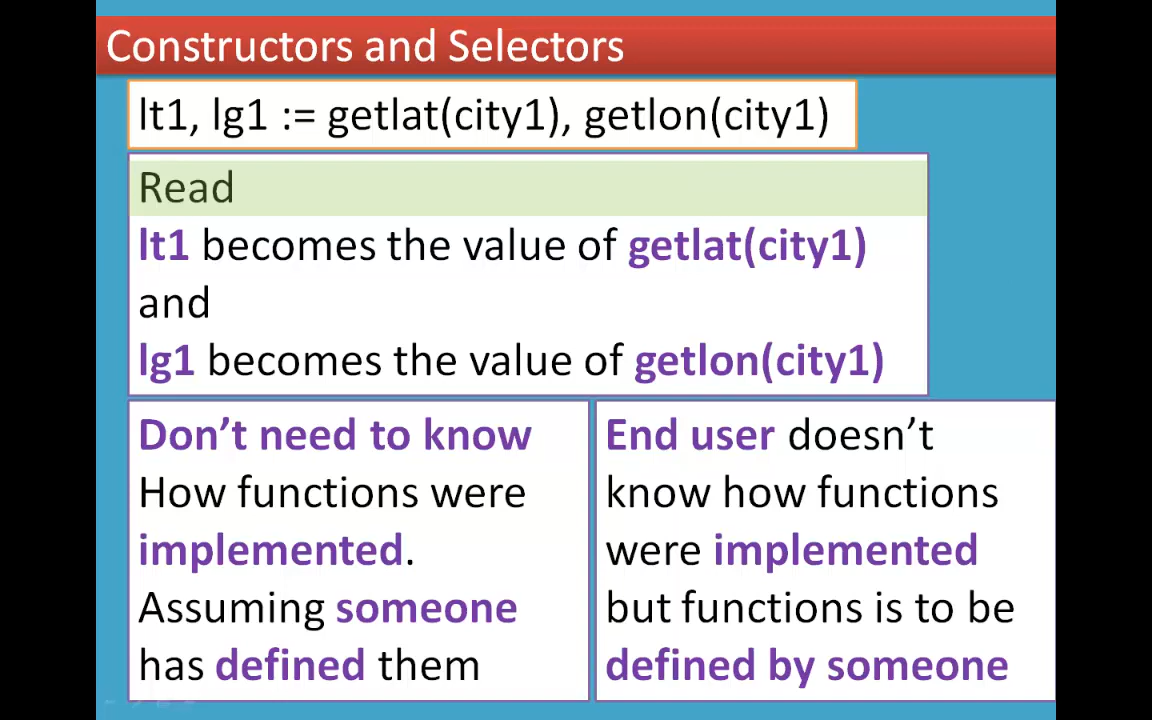 Constructors and Selectors
lt1, lg1 := getlat(city1), getlon(city1)
Read
lt1 becomes the value of getlat(city1)
and
lg1 becomes the value of getlon(city1)
Don’t need to know
How functions were
implemented.
Assuming someone
has defined them
End user doesn’t
know how functions
were implemented
but functions is to be
defined by someone